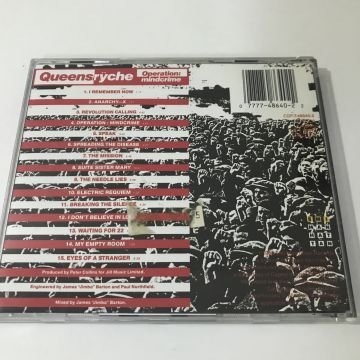 Queensrÿche
Operation:
mindcrime
1. I REMEMBER NOW
2. ANARCHY--X
3. REVOLUTION CALLING
4. OPERATION: MINDCRIME
5. SPEAK
6. SPREADING THE DISEASE
7. THE MISSION
8. SUITE SISTER MARY
9. THE NEEDLE LIES
10. ELECTRIC REQUIEM
11. BREAKING THE SILENCE
12. I DON'T BELIEVE IN LO
13. WAITING FOR 22
14. MY EMPTY ROOM
15. EYES OF A STRANGER
Produced by Peter Collins for Jill Music Limited.
Engineered by James "Jimbo" Barton and Paul Northfield.
Mixed by James "Jimbo" Barton.
0 7777-48640-2
5